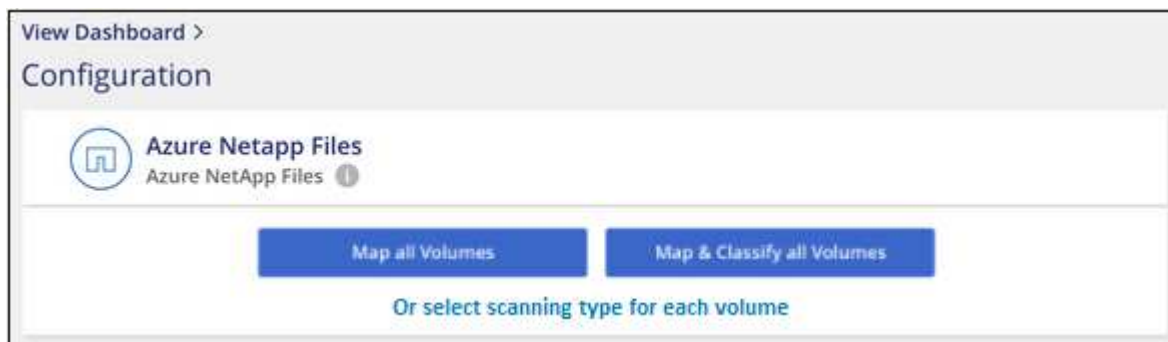 View Dashboard >
Configuration
Azure Netapp Files
Azure NetApp Files i
Map all Volumes
Map & Classify all Volumes
Or select scanning type for each volume